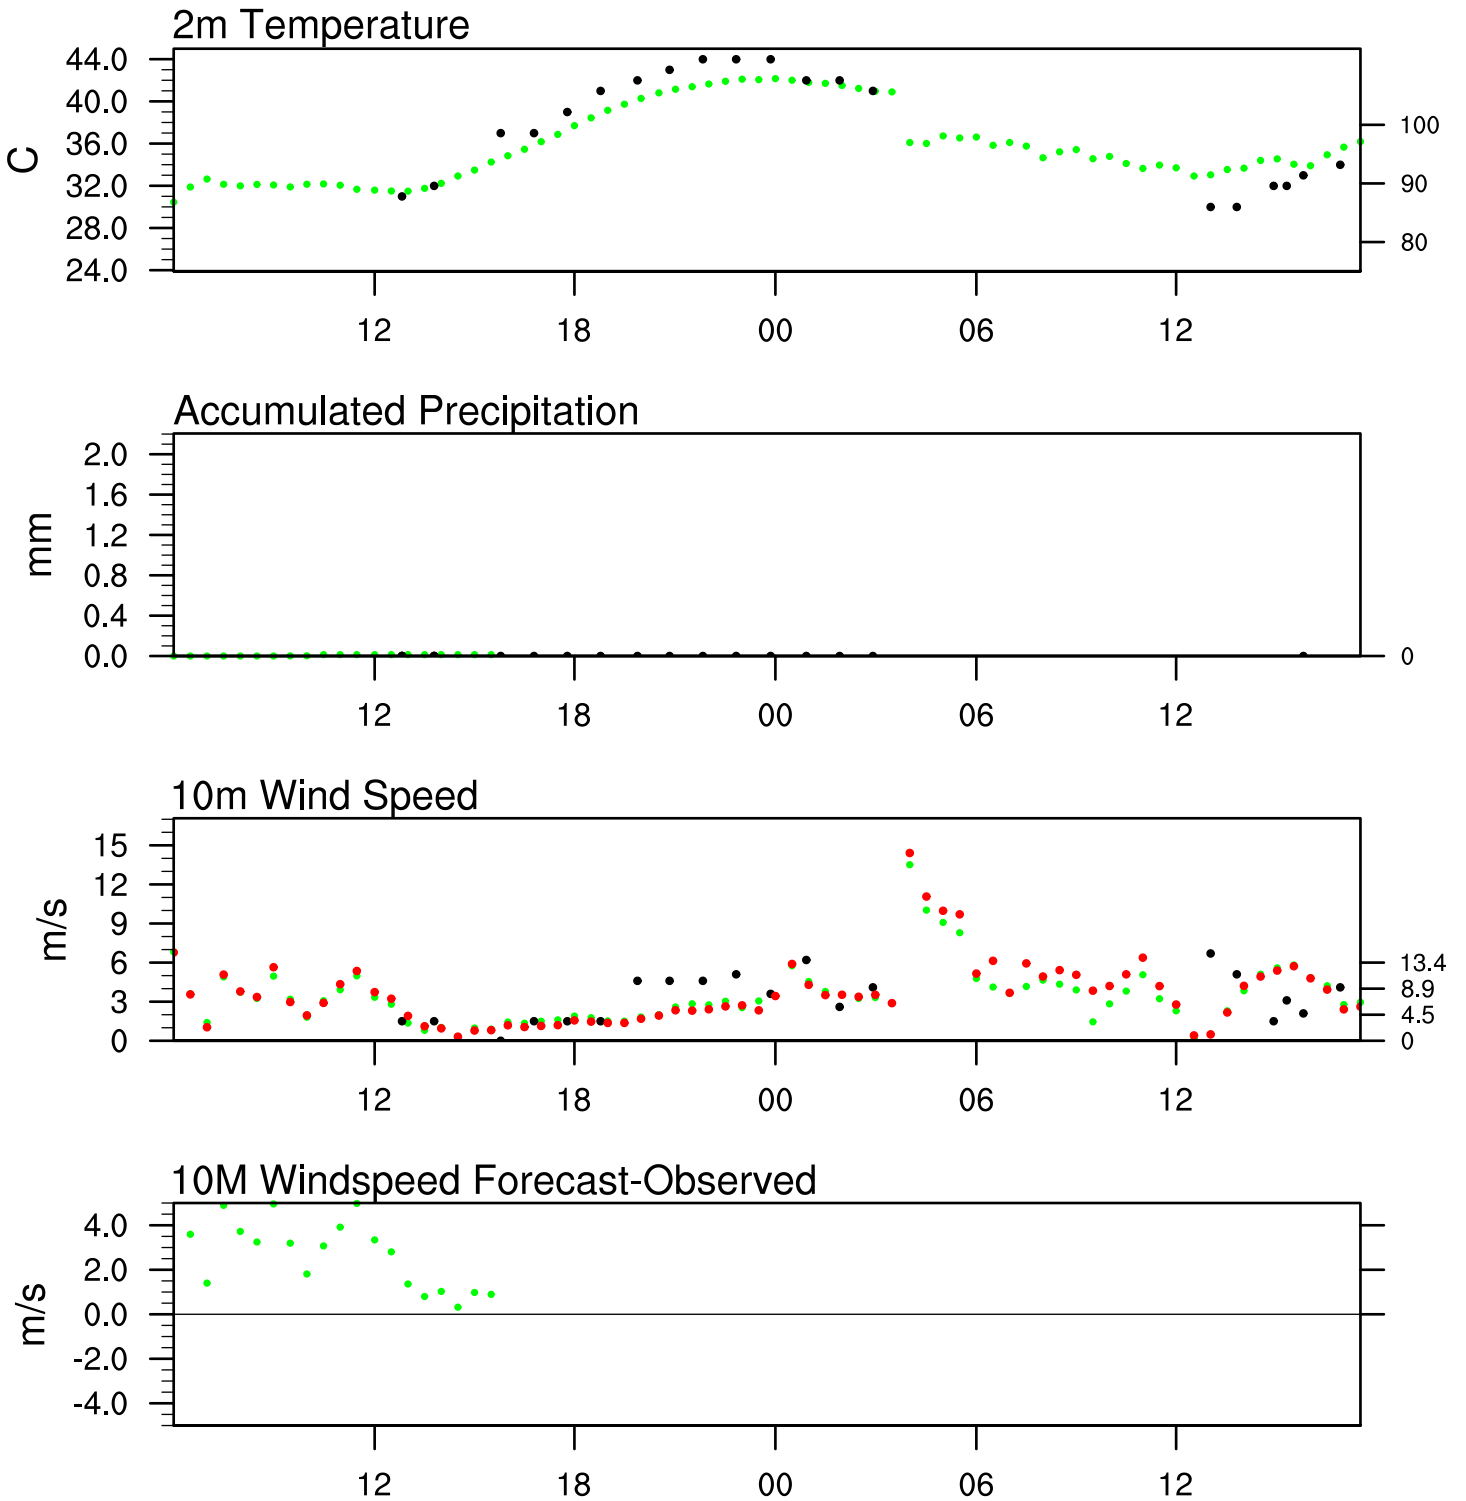 2m Temperature
44.0
40.0
36.0
32.0
28.0
24.0
C
100
90
80
12 18 00 06 12
Accumulated Precipitation
2.0
1.6
1.2
0.8
0.4
0.0
mm
0
12 18 00 06 12
10m Wind Speed
15
12
9
6
3
0
m/s
13.4
8.9
4.5
0
12 18 00 06 12
10M Windspeed Forecast-Observed
4.0
2.0
0.0
-2.0
-4.0
m/s
12 18 00 06 12